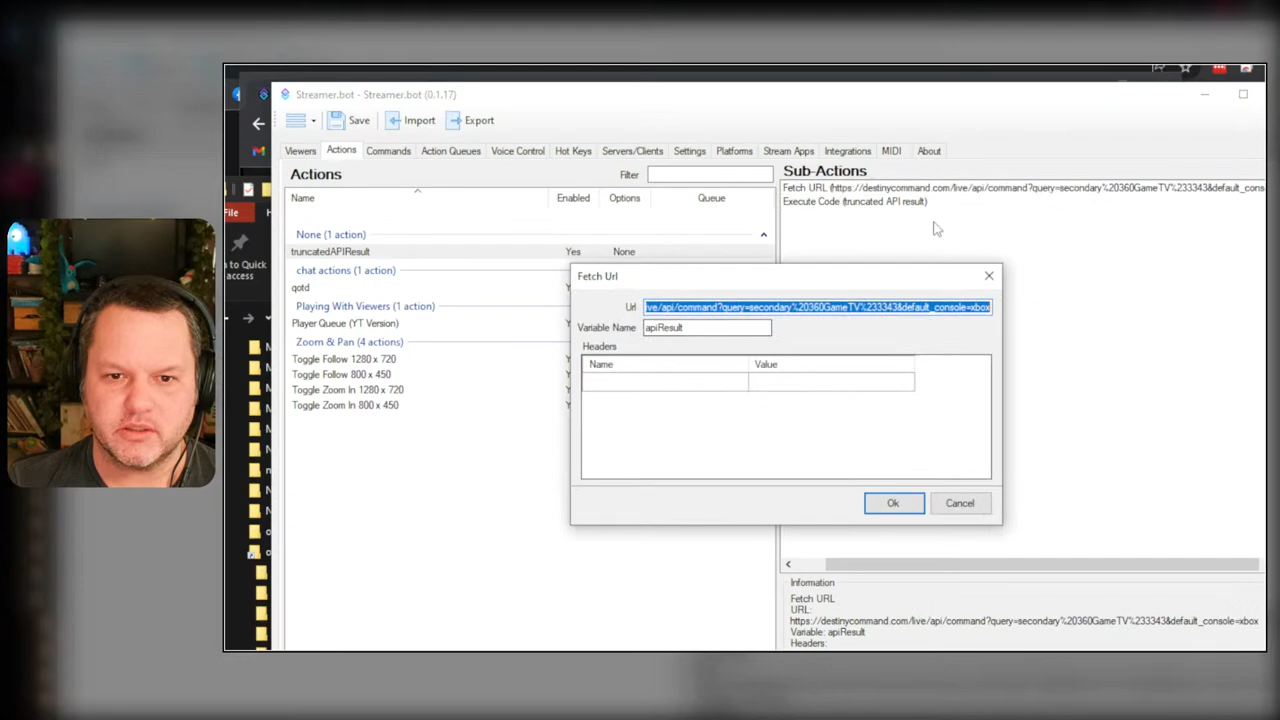 Streamer.bot - Streamer.bot (0.1.17)
Save Import Export
Viewers Actions Commands Action Queues Voice Control Hot Keys Servers/Clients Settings Platforms Stream Apps Integrations MIDI About
Actions Filter
Name Enabled Options Queue
None (1 action)
truncatedAPIResult Yes None
chat actions (1 action)
qotd
Playing With Viewers (1 action)
Player Queue (YT Version)
Zoom & Pan (4 actions)
Toggle Follow 1280 x 720
Toggle Follow 800 x 450
Toggle Zoom In 1280 x 720
Toggle Zoom In 800 x 450
Sub-Actions
Fetch URL (https://destinycommand.com/live/api/command?query=secondary%20360GameTV%233343&default_cons
Execute Code (truncated API result)
Fetch Url
Url ive/api/command?query=secondary%20360GameTV%233343&default_console=xbox
Variable Name apiResult
Headers
Name Value
Ok Cancel
Information
Fetch URL
URL:
https://destinycommand.com/live/api/command?query=secondary%20360GameTV%233343&default_console=xbox
Variable: apiResult
Headers:
File
n to Quick
access